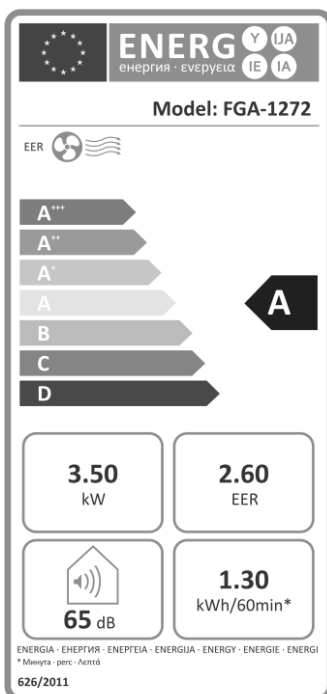 ENERG Y IJA
енергия · ενεργεια IE IA
Model: FGA-1272
EER
A+++
A++
A+
A
B
C
D
A
3.50
kW
2.60
EER
65 dB
1.30
kWh/60min*
ENERGIA · ЕНЕРГИЯ · ΕΝΕΡΓΕΙΑ · ENERGIJA · ENERGY · ENERGIE · ENERGI
* Минута · perc · Λεπτά
626/2011